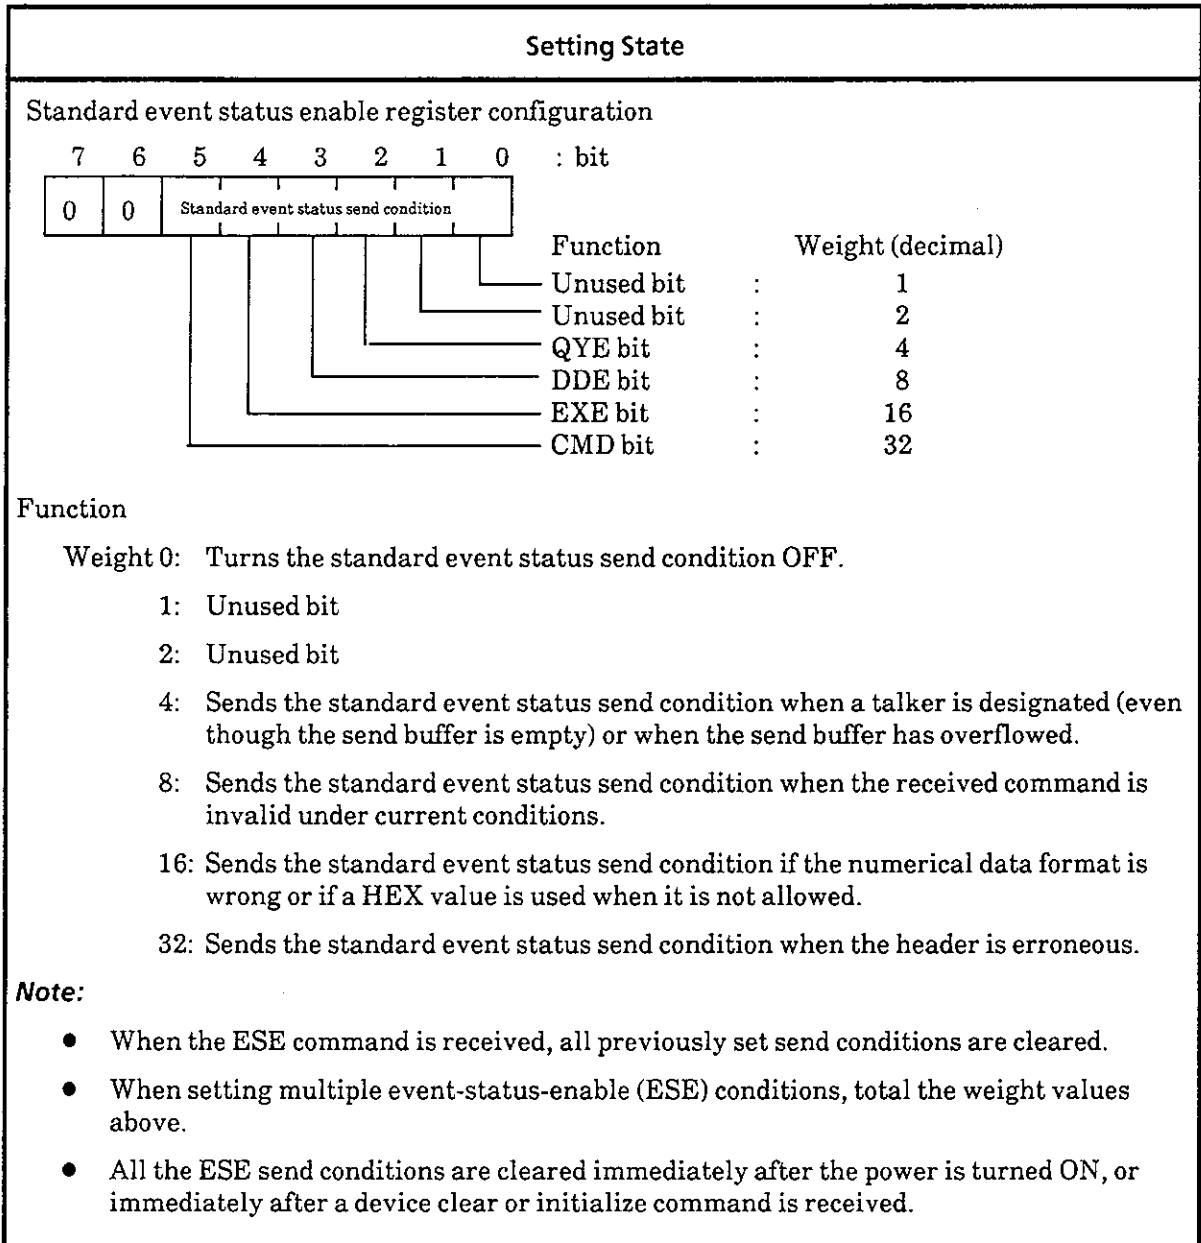 Setting State
Standard event status enable register configuration
7 6 5 4 3 2 1 0 : bit
0 0 Standard event status send condition
Function Weight (decimal)
Unused bit : 1
Unused bit : 2
QYE bit : 4
DDE bit : 8
EXE bit : 16
CMD bit : 32
Function
Weight 0: Turns the standard event status send condition OFF.
1: Unused bit
2: Unused bit
4: Sends the standard event status send condition when a talker is designated (even
though the send buffer is empty) or when the send buffer has overflowed.
8: Sends the standard event status send condition when the received command is
invalid under current conditions.
16: Sends the standard event status send condition if the numerical data format is
wrong or if a HEX value is used when it is not allowed.
32: Sends the standard event status send condition when the header is erroneous.
Note:
● When the ESE command is received, all previously set send conditions are cleared.
● When setting multiple event-status-enable (ESE) conditions, total the weight values
above.
● All the ESE send conditions are cleared immediately after the power is turned ON, or
immediately after a device clear or initialize command is received.